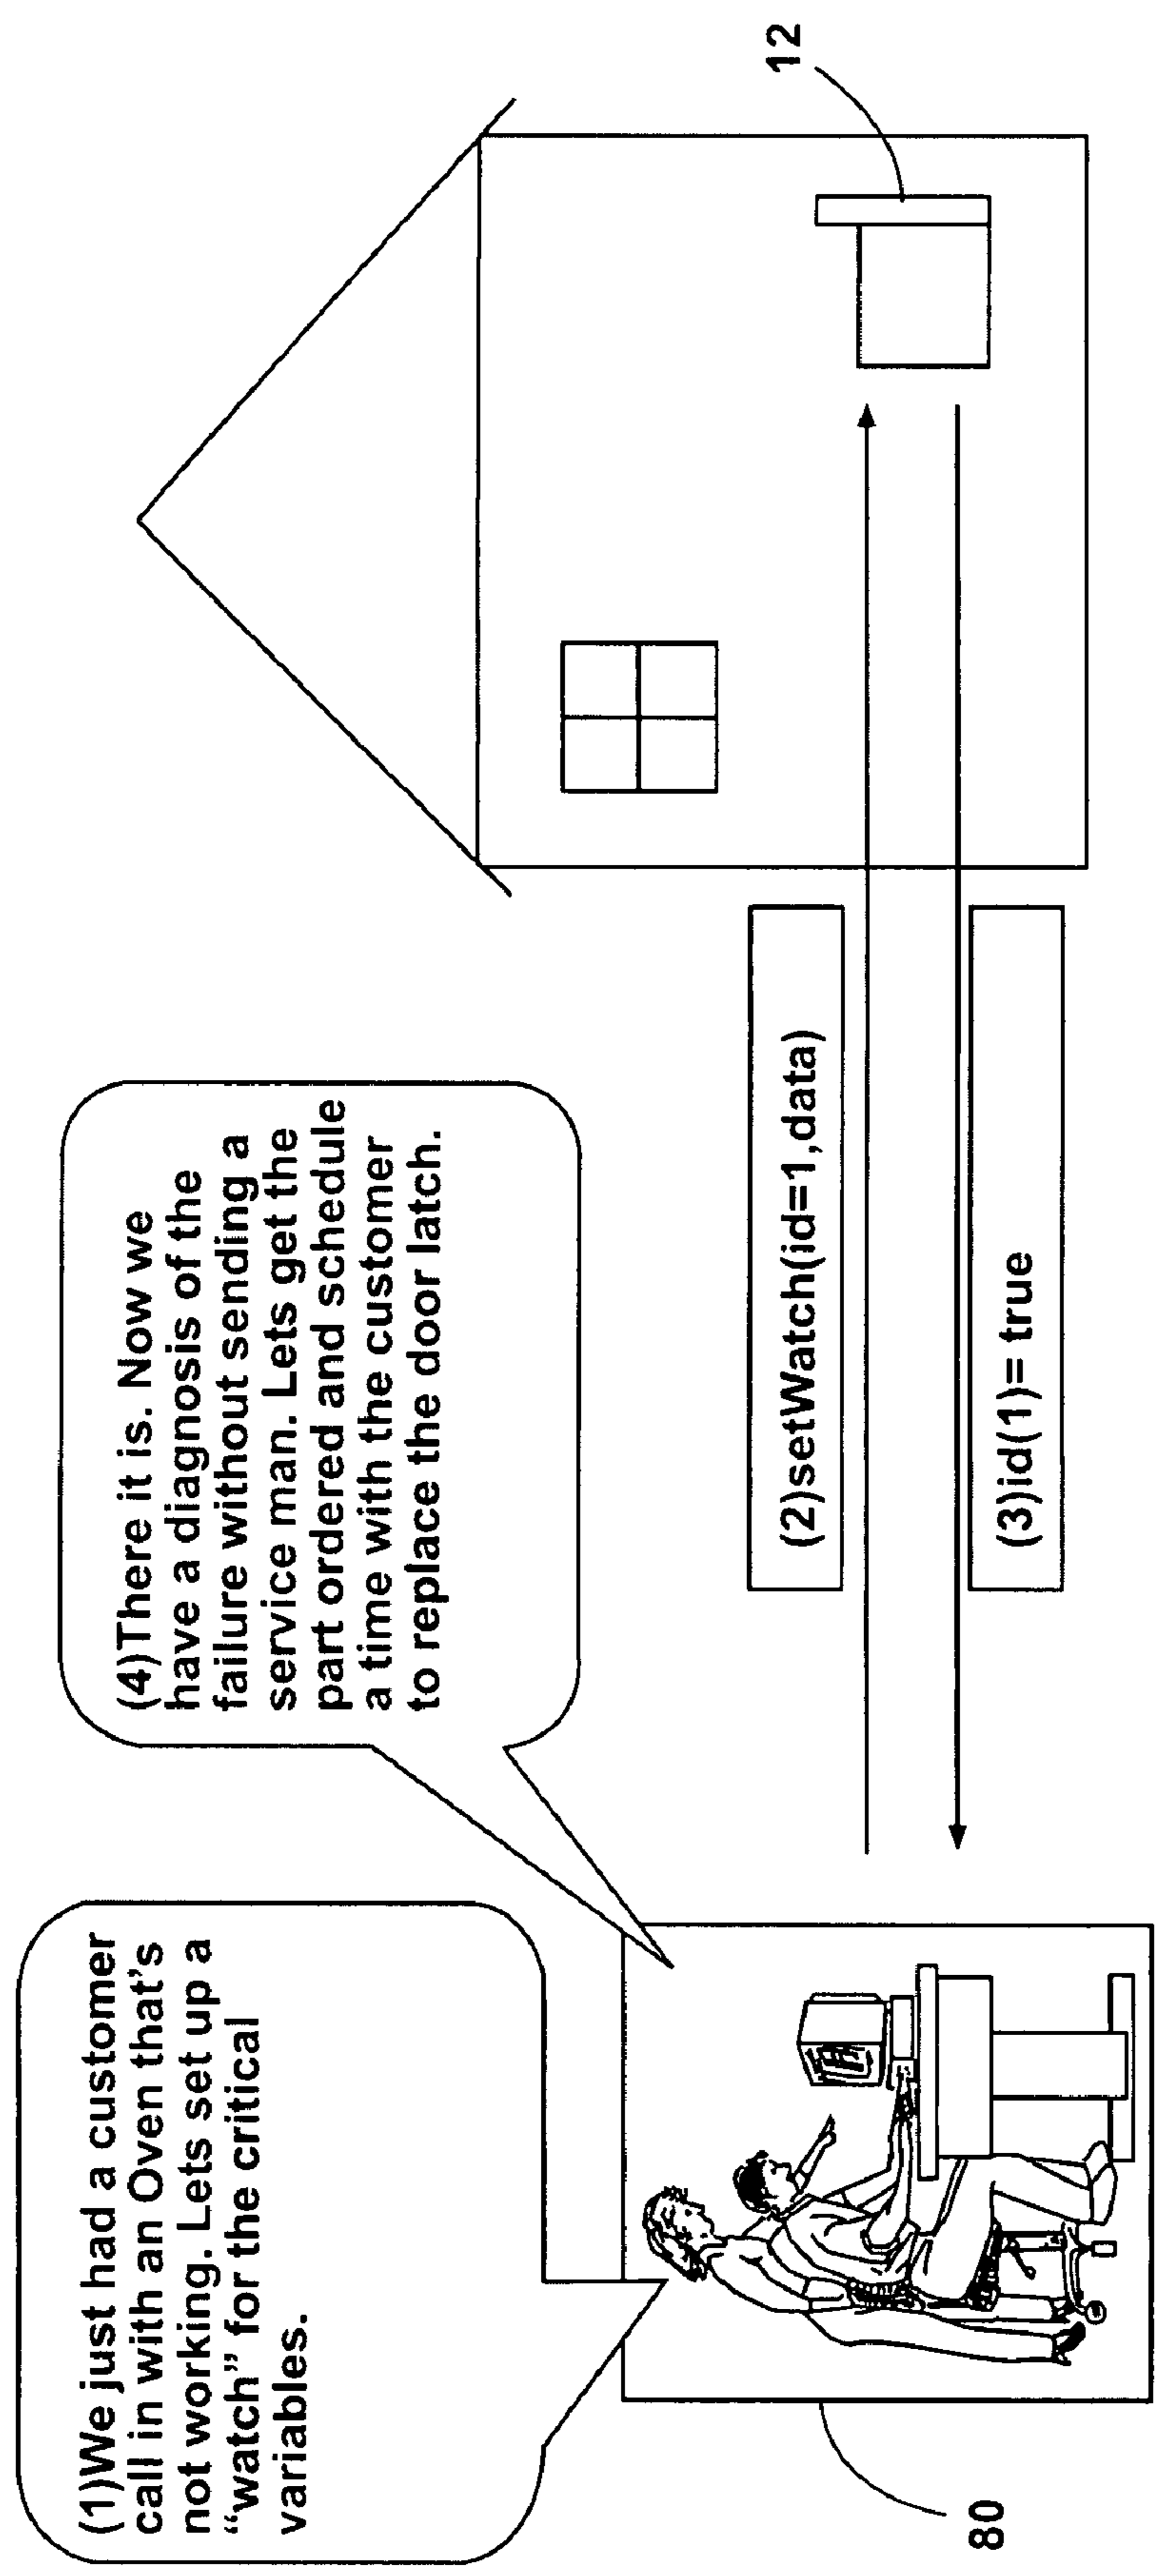 (1)We just had a customer
call in with an Oven that's
not working. Lets set up a
“watch” for the critical
variables.
(4)There it is. Now we
have a diagnosis of the
failure without sending a
service man. Lets get the
part ordered and schedule
a time with the customer
to replace the door latch.
(2)setWatch(id=1,data)
(3)id(1)= true
12
80